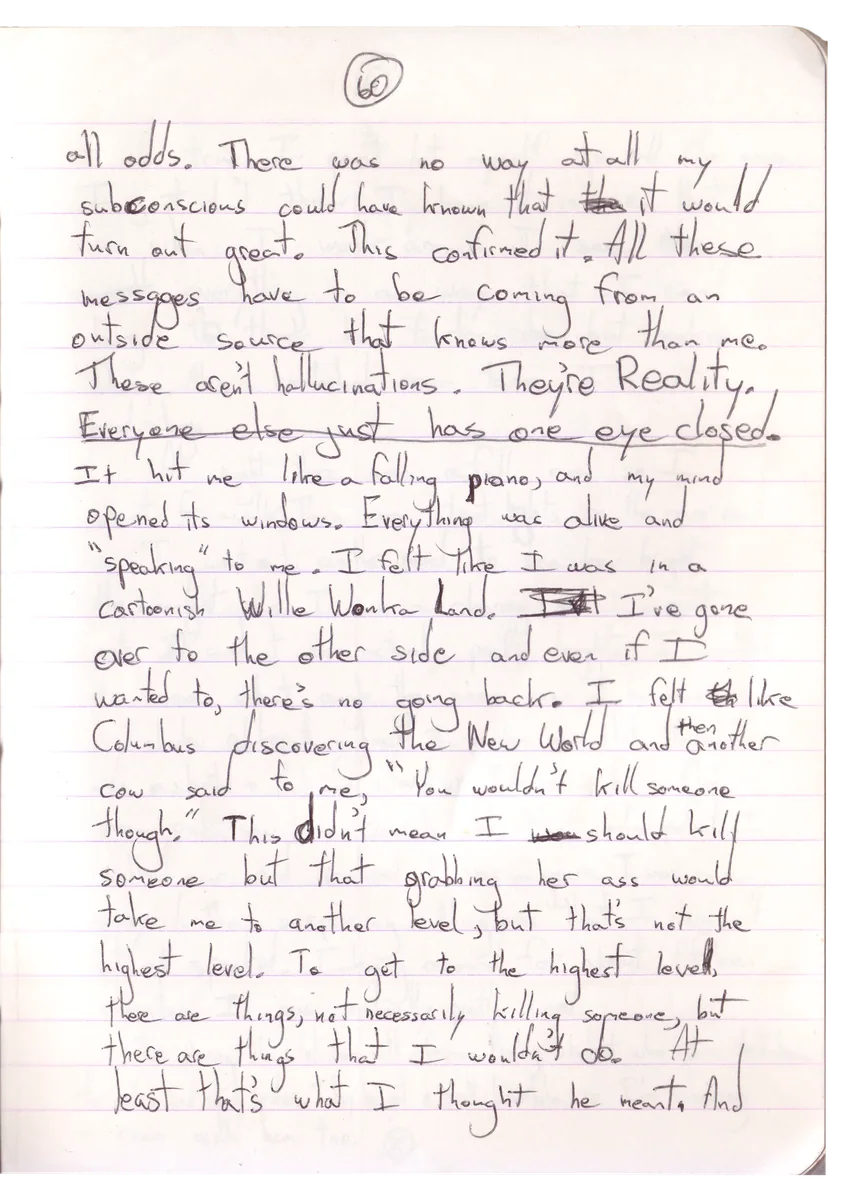 60
all odds. There was no way at all my
subconscious could have known that it would
turn out great. This confirmed it. All these
messages have to be coming from an
outside source that knows more than me.
These aren't hallucinations. They're Reality.
Everyone else just has one eye closed.
It hit me like a falling piano, and my mind
opened its windows. Everything was alive and
"speaking" to me. I felt like I was in a
cartoonish Wille Wonka Land. I've gone
over to the other side and even if I
wanted to, there's no going back. I felt like
Columbus discovering the New World and then another
cow said to me, "You wouldn't kill someone
though." This didn't mean I should kill
someone but that grabbing her ass would
take me to another level, but that's not the
highest level. To get to the highest level,
there are things, not necessarily killing someone, but
there are things that I wouldn't do. At
least that's what I thought he meant. And